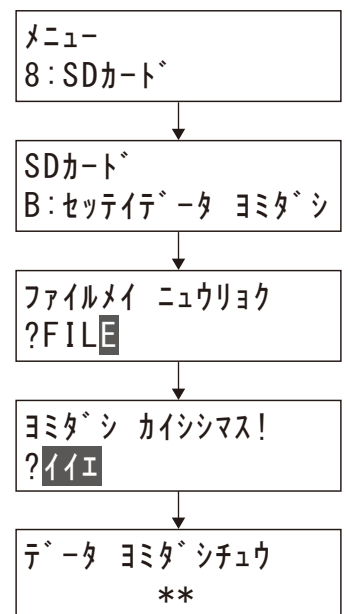 ﾒﾆｭｰ
8:SDｶｰﾄﾞ
SDｶｰﾄﾞ
B:ｾｯﾃｲﾃﾞｰﾀ ﾖﾐﾀﾞｼ
ﾌｧｲﾙﾒｲ ﾆｭｳﾘｮｸ
?FILE
ﾖﾐﾀﾞｼ ｶｲｼｼﾏｽ!
?ｲｲｴ
ﾃﾞｰﾀ ﾖﾐﾀﾞｼﾁｭｳ
**